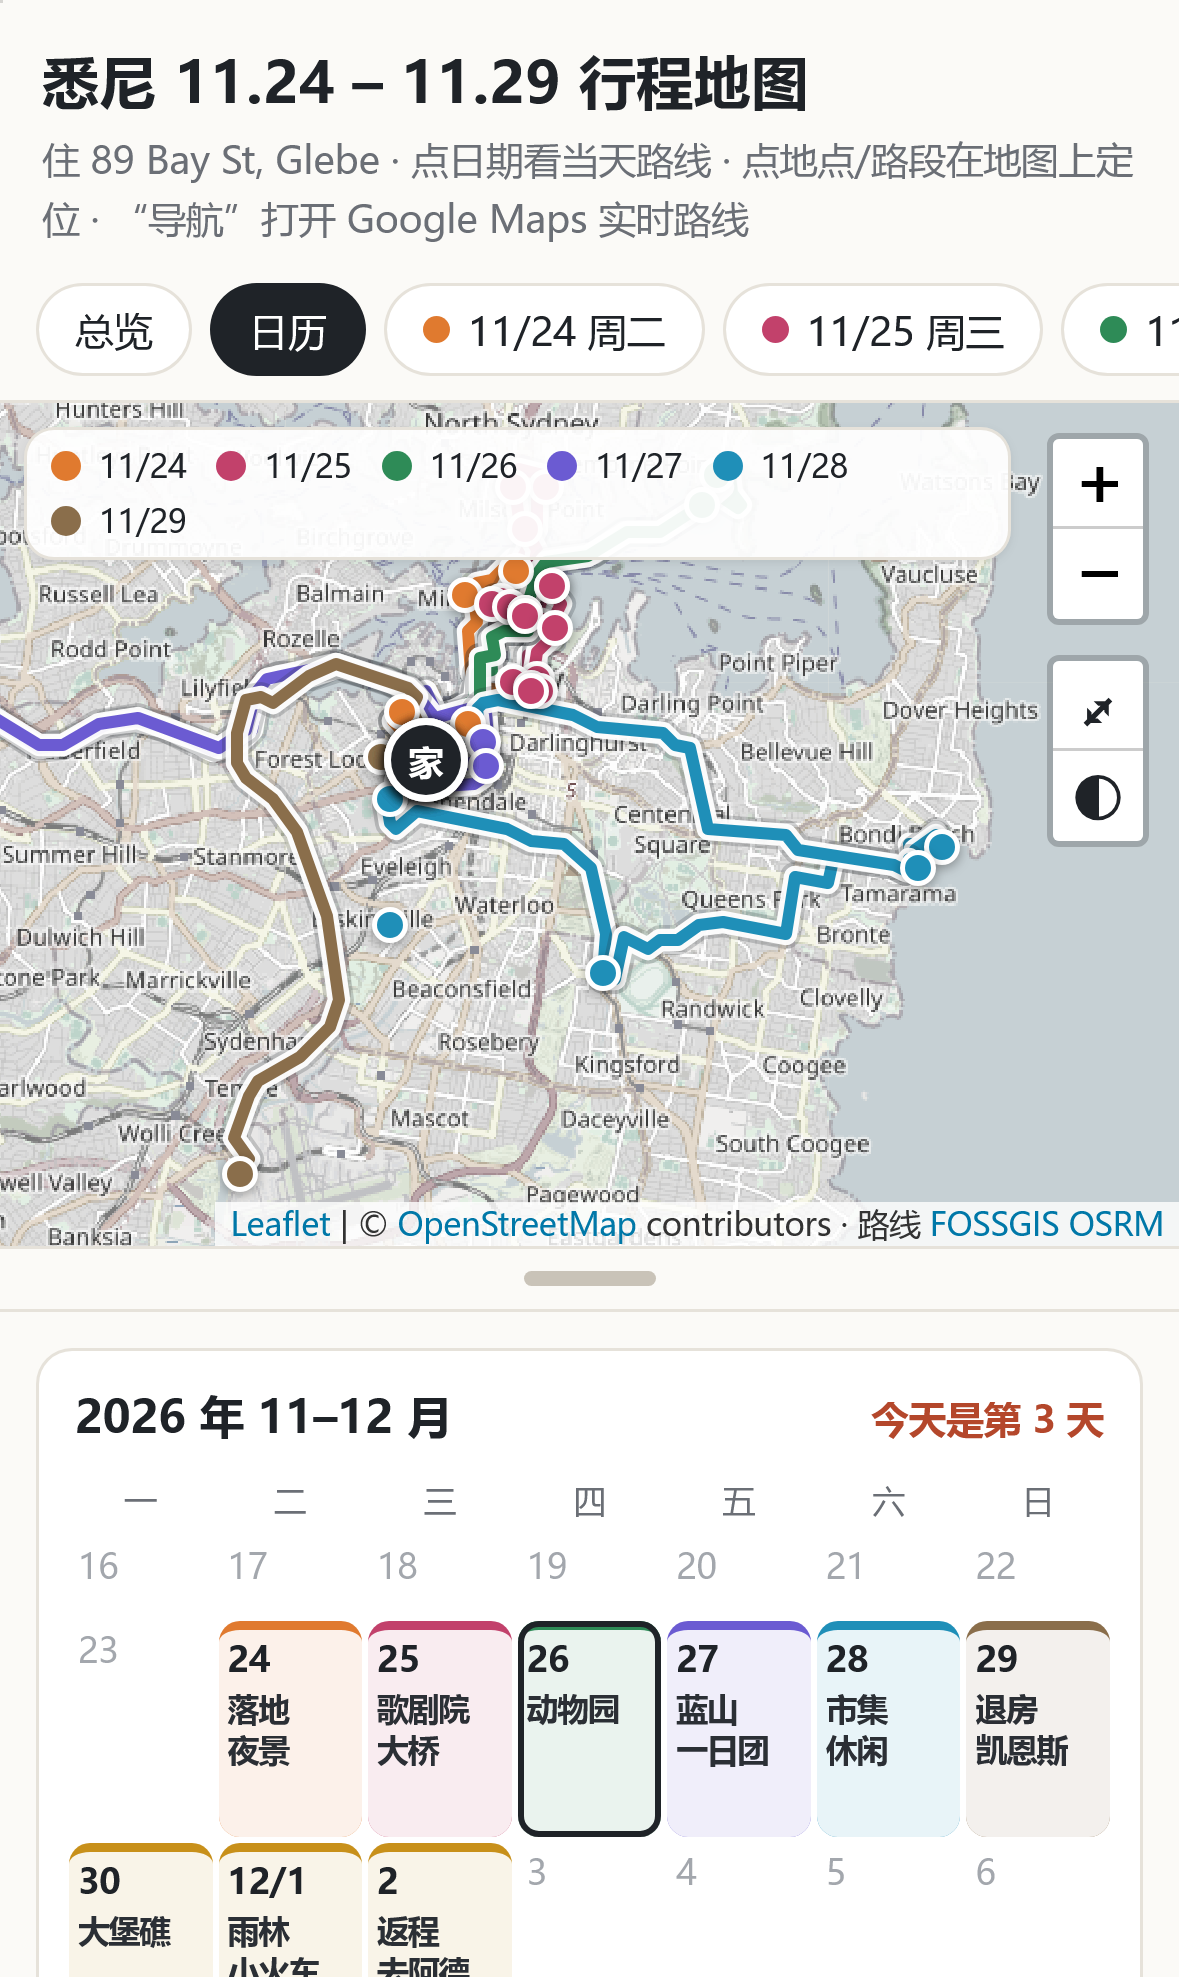 悉尼 11.24 – 11.29 行程地图
住 89 Bay St, Glebe · 点日期看当天路线 · 点地点/路段在地图上定
位 · “导航”打开 Google Maps 实时路线
总览
日历
11/24 周二
11/25 周三
11
Hunters Hill
North Sydney
11/24
11/25
11/26
11/27
11/28
11/29
Watsons Bay
Milsons Point
Drummoyne
Birchgrove
Vaucluse
Russell Lea
Balmain
Rodd Point
Rozelle
Point Piper
Darling Point
Dover Heights
Darlinghurst
Bellevue Hill
家
5
Centennial
Square
Summer Hill
Stanmore
Eveleigh
Queens Park
Tamarama
Waterloo
Bronte
Dulwich Hill
Marrickville
Beaconsfield
Randwick
Clovelly
Rosebery
Kingsford
Coogee
Mascot
Daceyville
South Coogee
Pagewood
Banksia
Leaflet | © OpenStreetMap contributors · 路线 FOSSGIS OSRM
2026 年 11–12 月
今天是第 3 天
一 二 三 四 五 六 日
16 17 18 19 20 21 22
23
24
落地
夜景
25
歌剧院
大桥
26
动物园
27
蓝山
一日团
28
市集
休闲
29
退房
凯恩斯
30
大堡礁
12/1
雨林
小火车
2
返程
去阿德
3 4 5 6